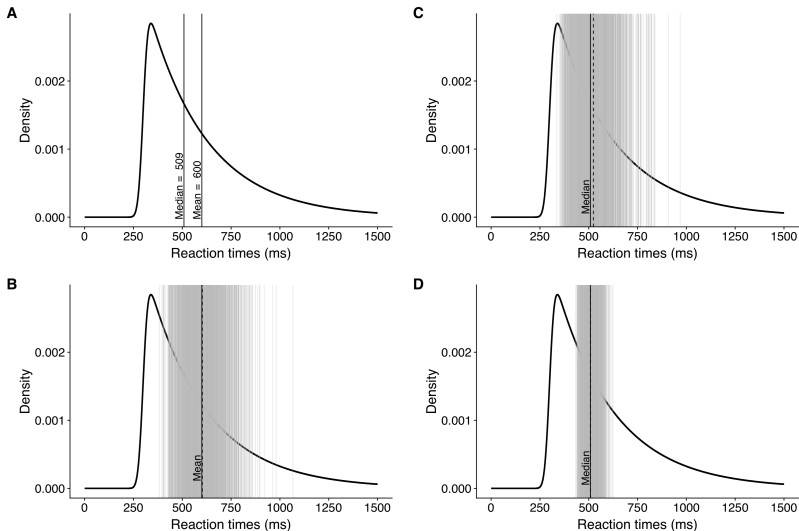 A
Density
0.002
0.001
0.000
Median = 509
Mean = 600
0 250 500 750 1000 1250 1500
Reaction times (ms)
C
Density
0.002
0.001
0.000
Median
0 250 500 750 1000 1250 1500
Reaction times (ms)
B
Density
0.002
0.001
0.000
Mean
0 250 500 750 1000 1250 1500
Reaction times (ms)
D
Density
0.002
0.001
0.000
Median
0 250 500 750 1000 1250 1500
Reaction times (ms)